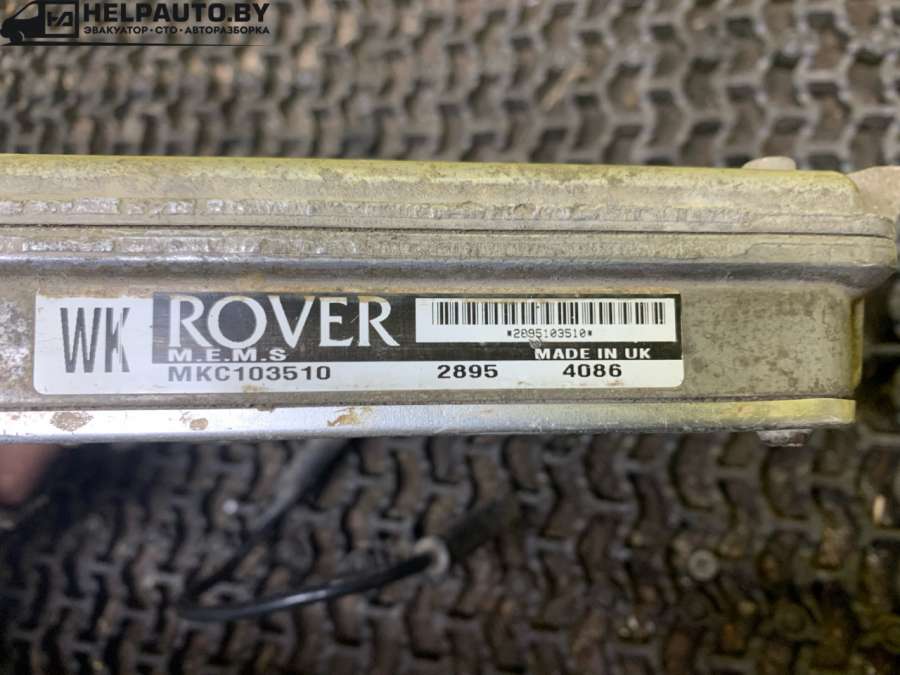 HELPAUTO.BY
ЭВАКУАТОР • СТО • АВТОРАЗБОРКА
WK
ROVER
*2895103510*
M.E.M.S
MADE IN UK
MKC103510 2895 4086